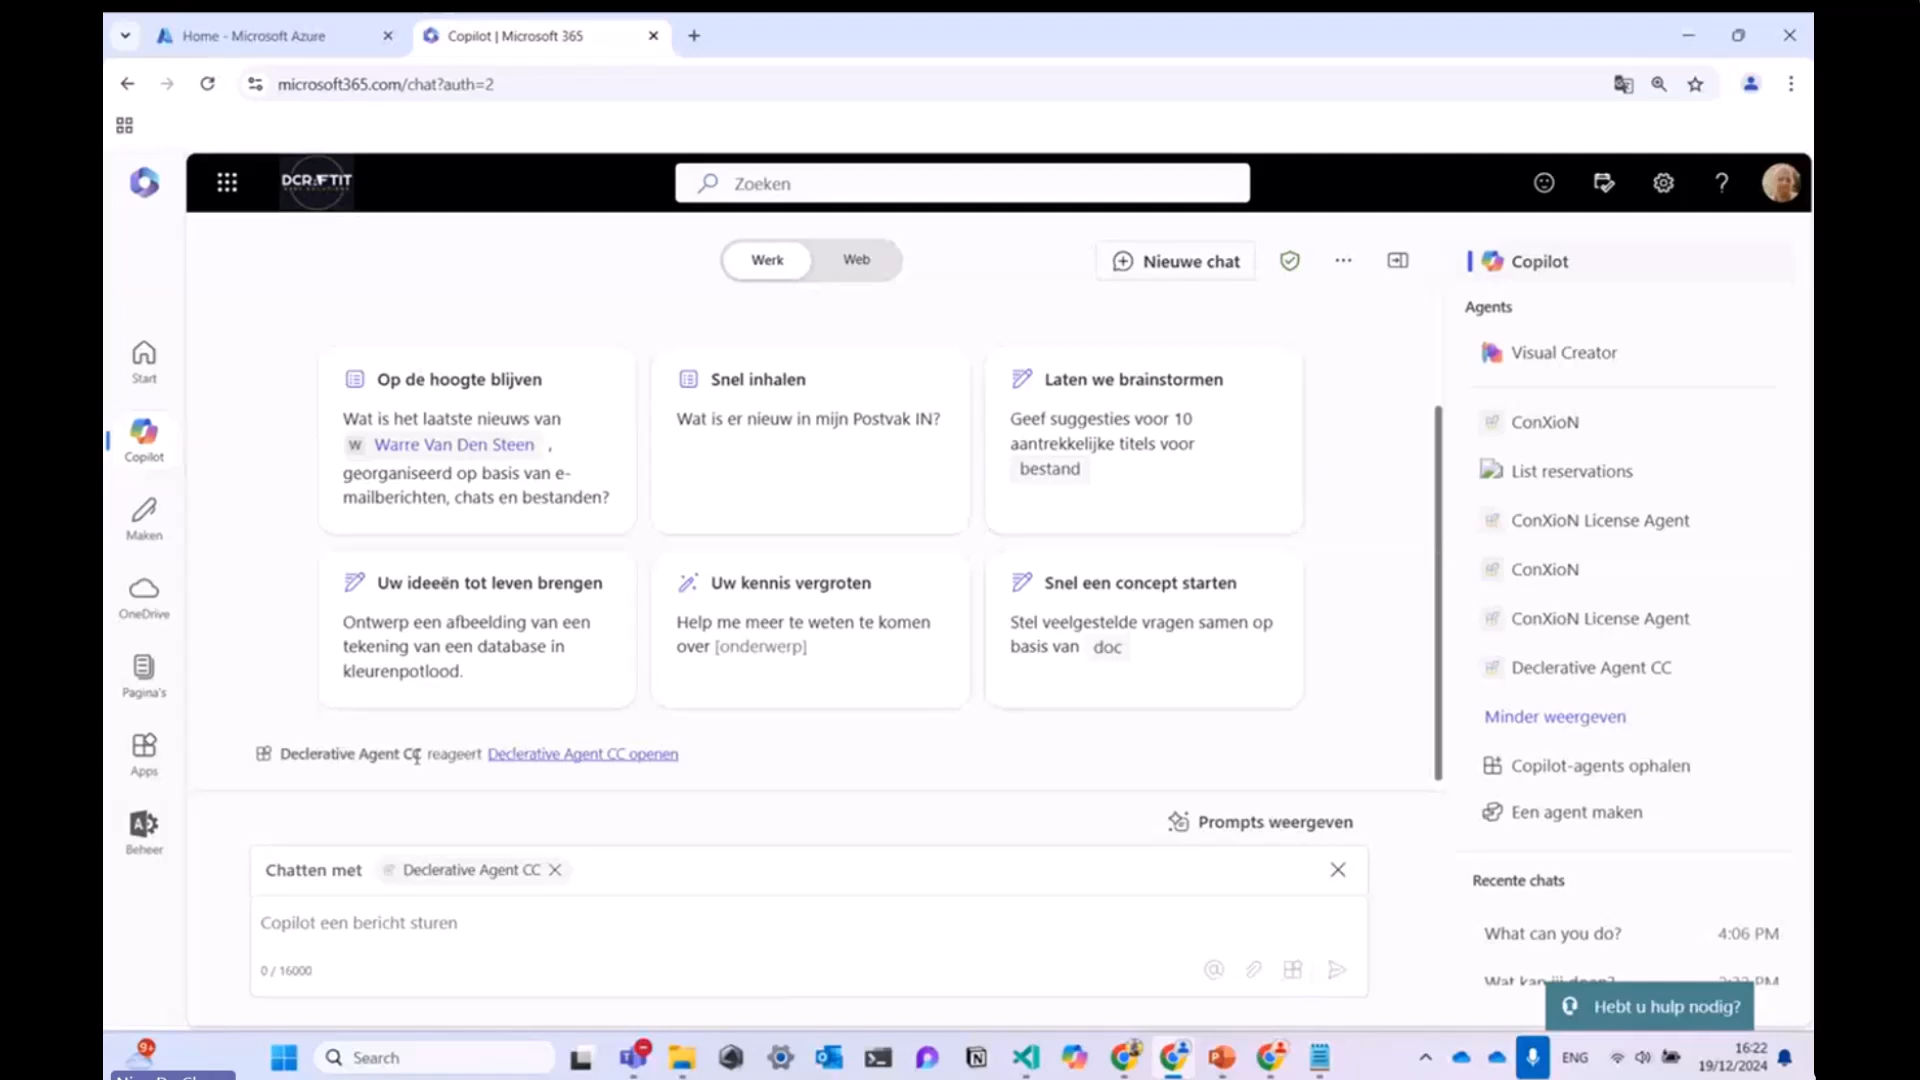 Home - Microsoft Azure
Copilot | Microsoft 365
microsoft365.com/chat?auth=2
DCRAFTIT
Zoeken
Werk
Web
Nieuwe chat
Start
Copilot
Maken
OneDrive
Pagina's
Apps
Beheer
Op de hoogte blijven
Wat is het laatste nieuws van
W Warre Van Den Steen ,
georganiseerd op basis van e-
mailberichten, chats en bestanden?
Snel inhalen
Wat is er nieuw in mijn Postvak IN?
Laten we brainstormen
Geef suggesties voor 10
aantrekkelijke titels voor
bestand
Uw ideeën tot leven brengen
Ontwerp een afbeelding van een
tekening van een database in
kleurenpotlood.
Uw kennis vergroten
Help me meer te weten te komen
over [onderwerp]
Snel een concept starten
Stel veelgestelde vragen samen op
basis van doc
Declerative Agent CC reageert Declerative Agent CC openen
Prompts weergeven
Chatten met Declerative Agent CC
Copilot een bericht sturen
0 / 16000
Copilot
Agents
Visual Creator
ConXioN
List reservations
ConXioN License Agent
ConXioN
ConXioN License Agent
Declerative Agent CC
Minder weergeven
Copilot-agents ophalen
Een agent maken
Recente chats
What can you do? 4:06 PM
Hebt u hulp nodig?
9+
Search
ENG
16:22
19/12/2024